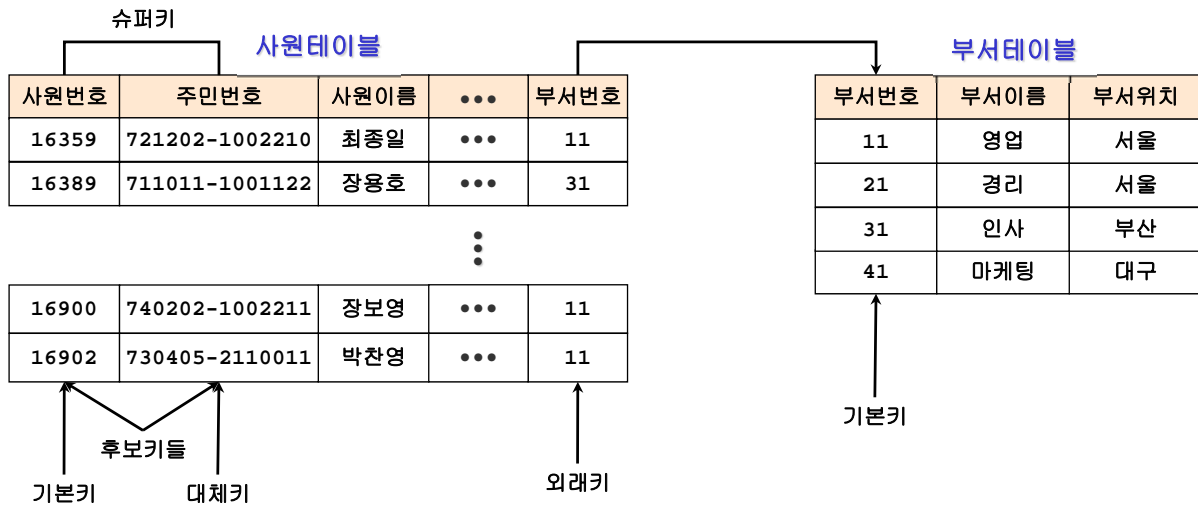 슈퍼키
사원테이블
사원번호 주민번호 사원이름 ••• 부서번호
16359 721202-1002210 최종일 ••• 11
16389 711011-1001122 장용호 ••• 31
16900 740202-1002211 장보영 ••• 11
16902 730405-2110011 박찬영 ••• 11
후보키들
기본키 대체키 외래키
부서테이블
부서번호 부서이름 부서위치
11 영업 서울
21 경리 서울
31 인사 부산
41 마케팅 대구
기본키